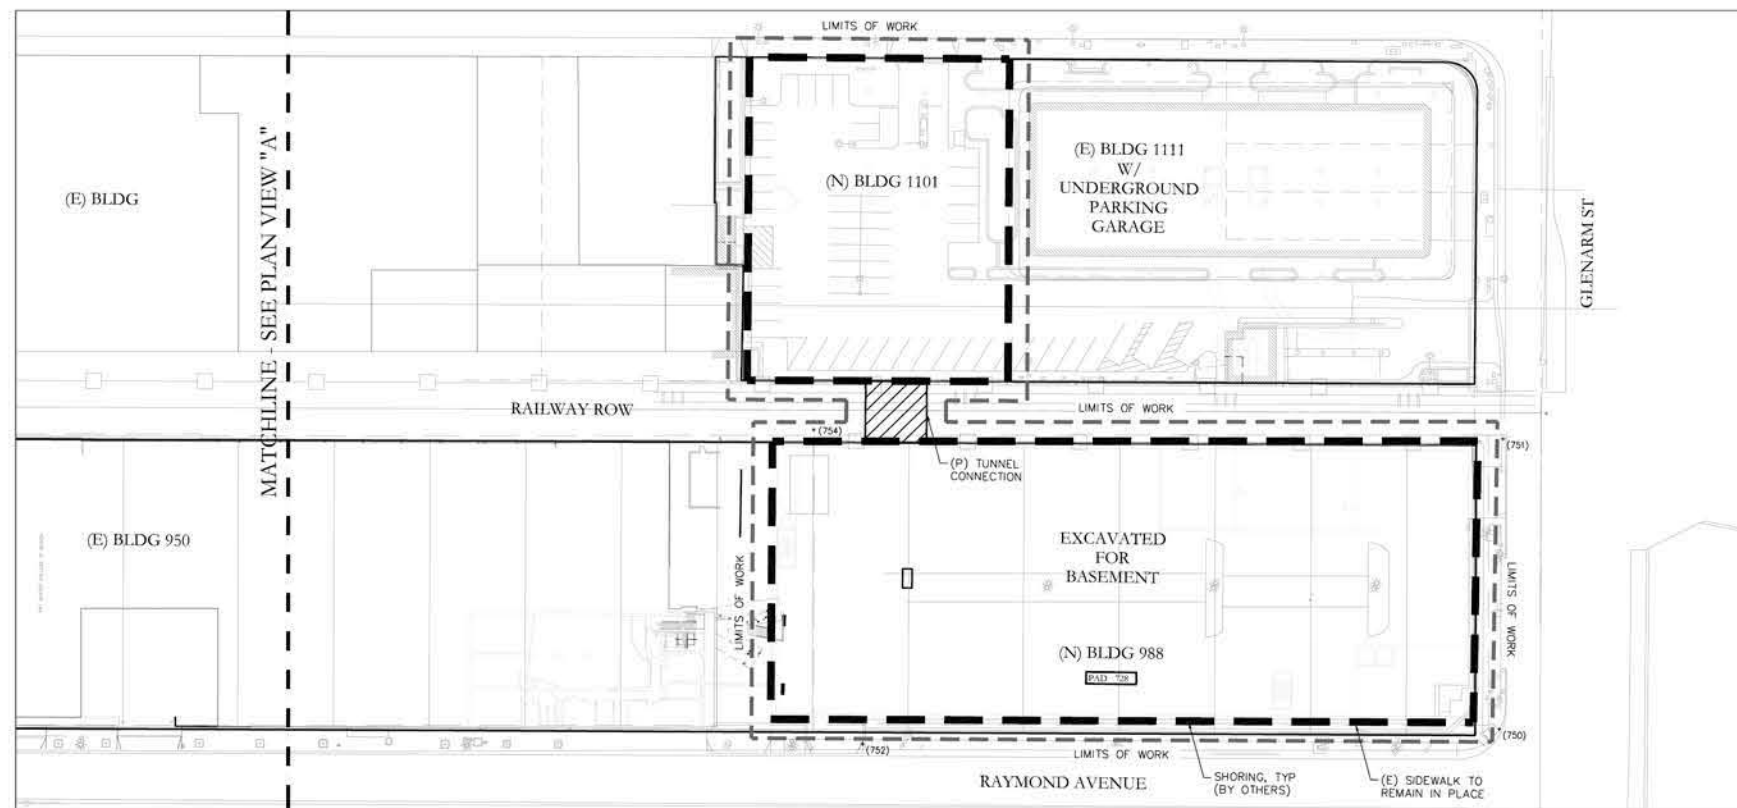 LIMITS OF WORK
(E) BLDG
MATCHLINE - SEE PLAN VIEW "A"
(N) BLDG 1101
(E) BLDG 1111
W/
UNDERGROUND
PARKING
GARAGE
GLENARM ST
RAILWAY ROW
LIMITS OF WORK
(754)
(751)
(P) TUNNEL
CONNECTION
(E) BLDG 950
LIMITS OF WORK
EXCAVATED
FOR
BASEMENT
LIMITS OF WORK
(N) BLDG 988
PAD 728
(752)
LIMITS OF WORK
(750)
RAYMOND AVENUE
SHORING, TYP
(BY OTHERS)
(E) SIDEWALK TO
REMAIN IN PLACE